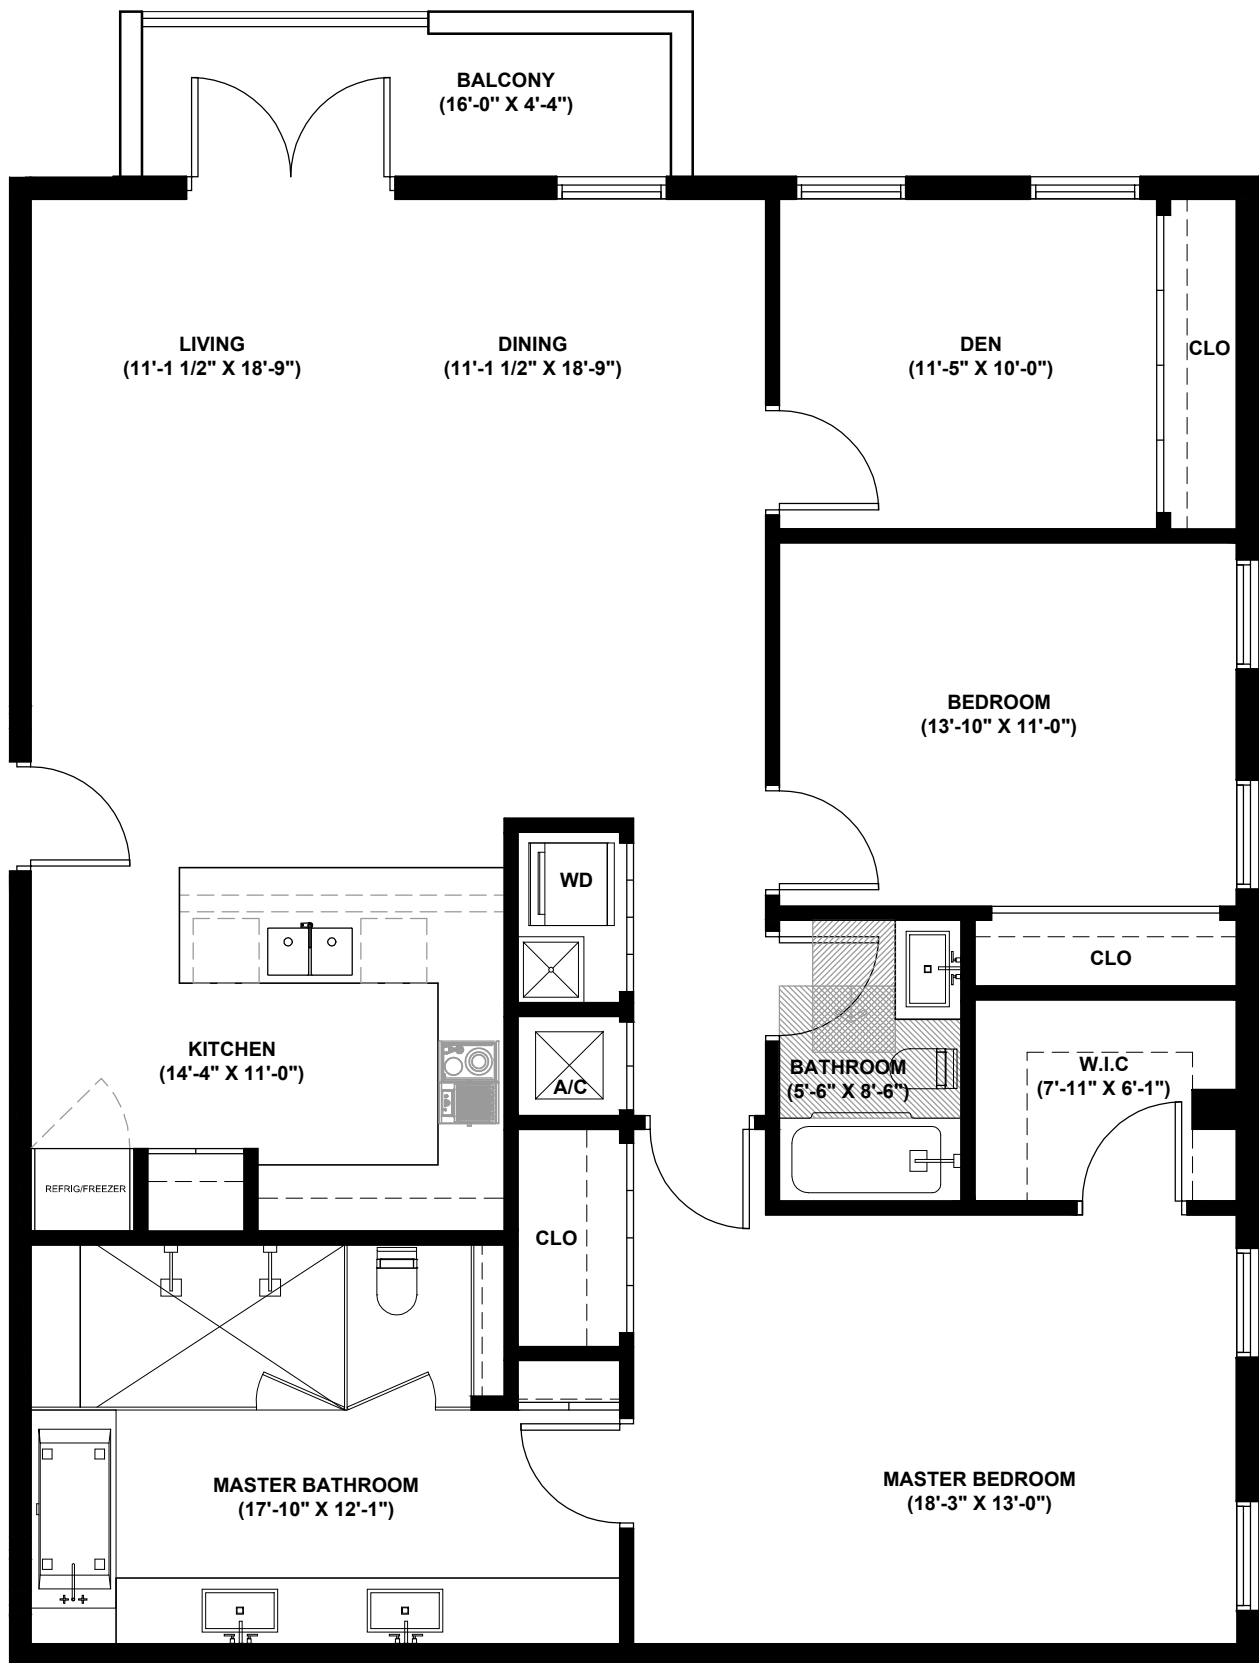 BALCONY
(16'-0" X 4'-4")
LIVING
(11'-1 1/2" X 18'-9")
DINING
(11'-1 1/2" X 18'-9")
DEN
(11'-5" X 10'-0")
CLO
BEDROOM
(13'-10" X 11'-0")
WD
CLO
KITCHEN
(14'-4" X 11'-0")
A/C
BATHROOM
(5'-6" X 8'-6")
W.I.C
(7'-11" X 6'-1")
REFRIG/FREEZER
CLO
MASTER BATHROOM
(17'-10" X 12'-1")
MASTER BEDROOM
(18'-3" X 13'-0")